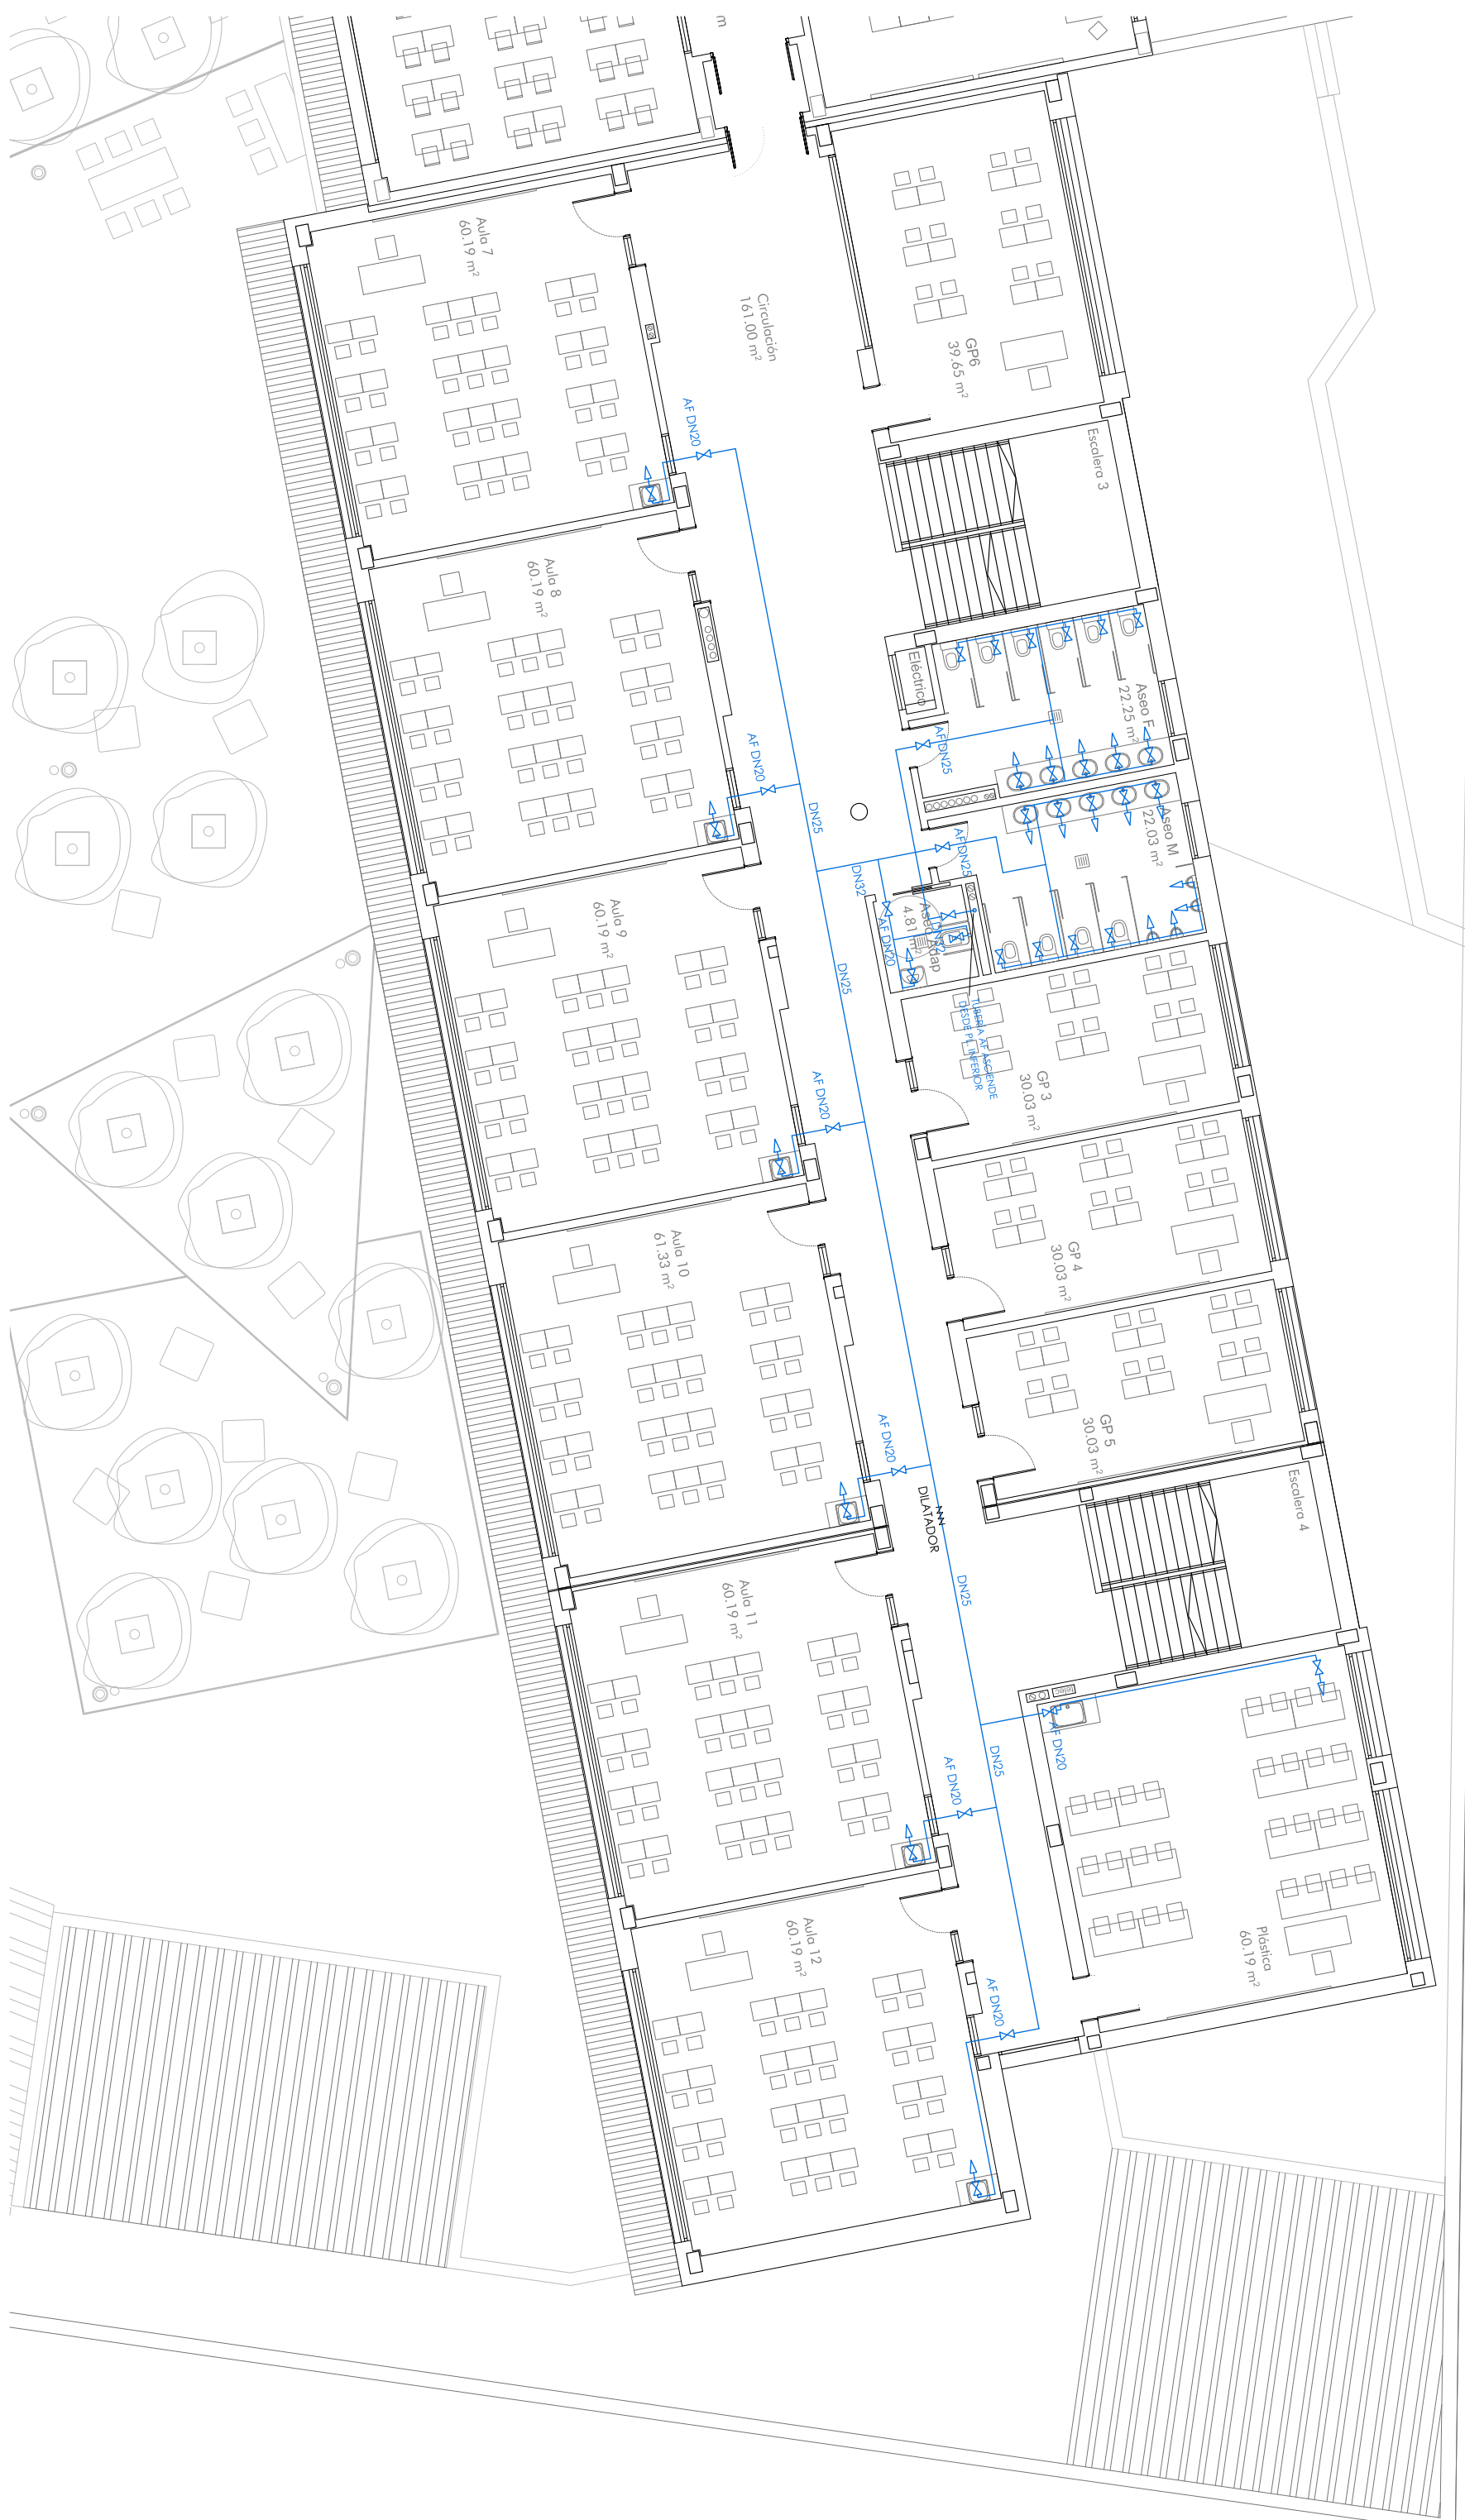 m
Aula 7
60.19 m²
Circulación
161.00 m²
GP6
39.65 m²
AF DN20
Escalera 3
Aula 8
60.19 m²
Eléctrico
Aseo F
22.25 m²
AF DN25
AF DN20
DN25
Aseo M
22.03 m²
AF DN25
DN32
Aula 9
60.19 m²
AF DN20
4.81 m²
DN25
TUBERÍA AF ASCIENDE
DESDE PL. INFERIOR
GP 3
30.03 m²
AF DN20
Aula 10
61.33 m²
GP 4
30.03 m²
AF DN20
GP 5
30.03 m²
DILATADOR
Escalera 4
Aula 11
60.19 m²
DN25
Telec
AF DN20
DN25
AF DN20
Aula 12
60.19 m²
Plástica
60.19 m²
AF DN20